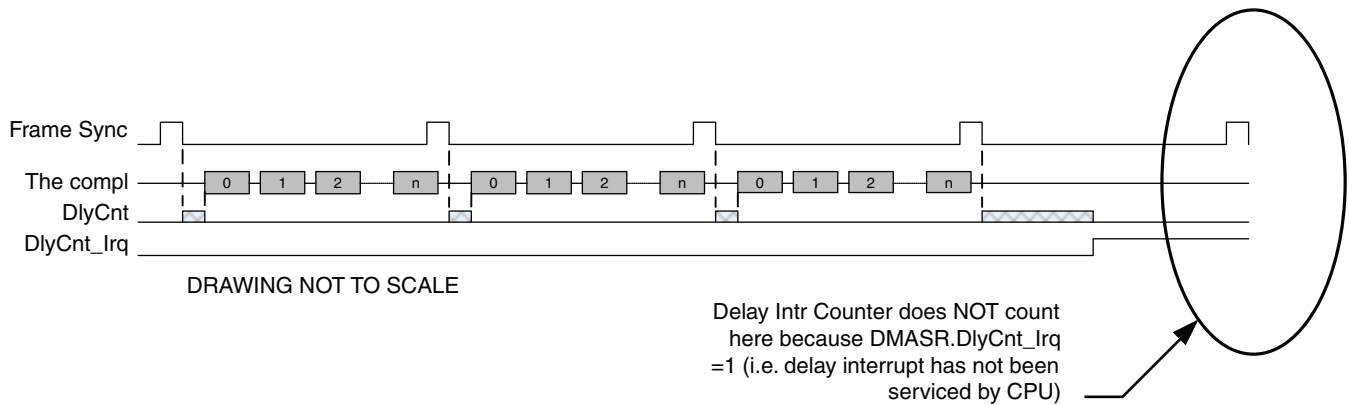 Frame Sync
The compl
0 1 2 n 0 1 2 n 0 1 2 n
DlyCnt
DlyCnt_Irq
DRAWING NOT TO SCALE
Delay Intr Counter does NOT count
here because DMASR.DlyCnt_Irq
=1 (i.e. delay interrupt has not been
serviced by CPU)